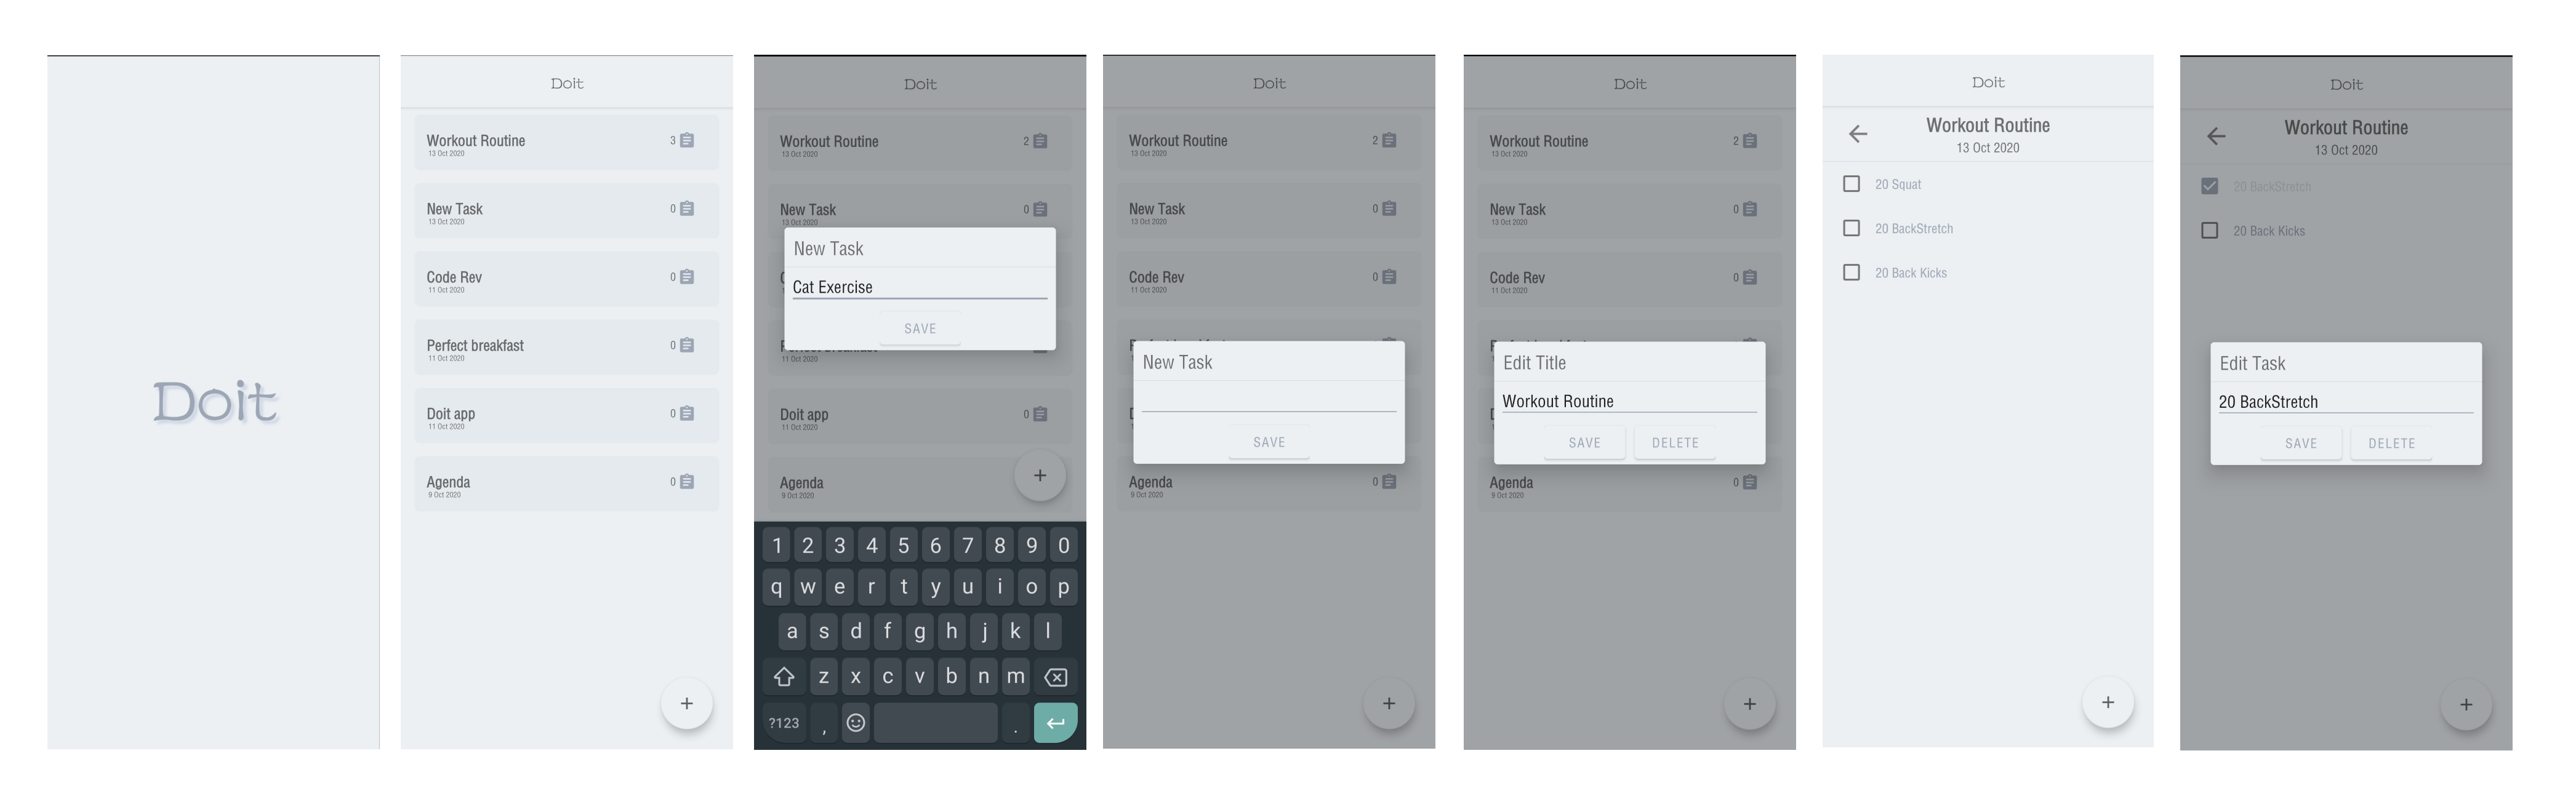 Doit
Doit
Workout Routine
13 Oct 2020
3
New Task
13 Oct 2020
0
Code Rev
11 Oct 2020
0
Perfect breakfast
11 Oct 2020
0
Doit app
11 Oct 2020
0
Agenda
9 Oct 2020
0
+
Doit
Workout Routine
13 Oct 2020
2
New Task
13 Oct 2020
0
New Task
Cat Exercise
SAVE
11 Oct 2020
Doit app
11 Oct 2020
0
Agenda
9 Oct 2020
+
1 2 3 4 5 6 7 8 9 0
q w e r t y u i o p
a s d f g h j k l
z x c v b n m
?123 , .
Doit
Workout Routine
13 Oct 2020
2
New Task
13 Oct 2020
0
Code Rev
11 Oct 2020
0
New Task
SAVE
Agenda
9 Oct 2020
0
+
Doit
Workout Routine
13 Oct 2020
2
New Task
13 Oct 2020
0
Code Rev
11 Oct 2020
0
Edit Title
Workout Routine
SAVE DELETE
Agenda
9 Oct 2020
0
+
Doit
Workout Routine
13 Oct 2020
20 Squat
20 BackStretch
20 Back Kicks
+
Doit
Workout Routine
13 Oct 2020
20 BackStretch
20 Back Kicks
Edit Task
20 BackStretch
SAVE DELETE
+